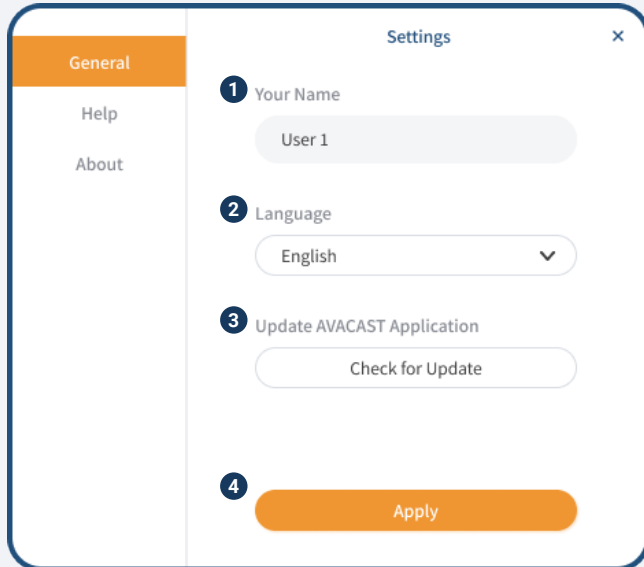 General
Help
About
Settings
×
1 Your Name
User 1
2 Language
English
3 Update AVACAST Application
Check for Update
4
Apply